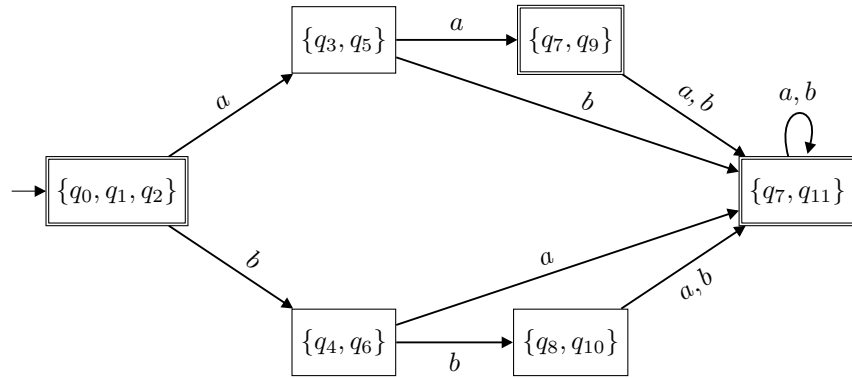 {q₃, q₅}
a
{q₇, q₉}
a
b
a, b
a, b
{q₀, q₁, q₂}
{q₇, q₁₁}
b
a
a, b
{q₄, q₆}
b
{q₈, q₁₀}